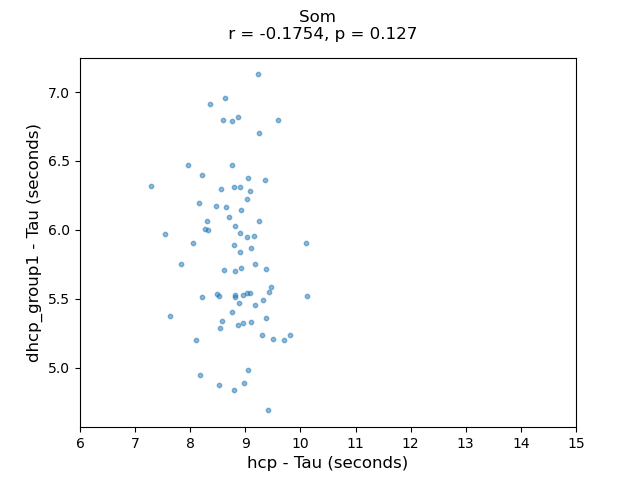 Som
r = -0.1754, p = 0.127
7.0
6.5
6.0
5.5
5.0
dhcp_group1 - Tau (seconds)
6 7 8 9 10 11 12 13 14 15
hcp - Tau (seconds)